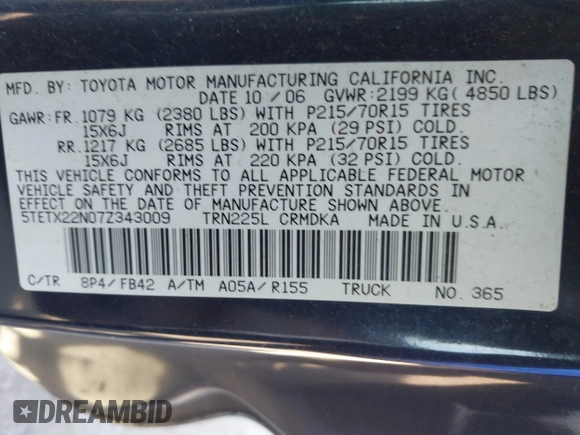 MFD. BY: TOYOTA MOTOR MANUFACTURING CALIFORNIA INC.
DATE 10 / 06 GVWR: 2199 KG( 4850 LBS)
GAWR: FR. 1079 KG (2380 LBS) WITH P215/70R15 TIRES
15X6J RIMS AT 200 KPA (29 PSI) COLD.
RR. 1217 KG (2685 LBS) WITH P215/70R15 TIRES
15X6J RIMS AT 220 KPA (32 PSI) COLD.
THIS VEHICLE CONFORMS TO ALL APPLICABLE FEDERAL MOTOR
VEHICLE SAFETY AND THEFT PREVENTION STANDARDS IN
EFFECT ON THE DATE OF MANUFACTURE SHOWN ABOVE.
5TETX22N07Z343009 TRN225L CRMDKA MADE IN U.S.A.
C/TR 8P4/FB42 A/TM A05A/R155 TRUCK NO. 365
DREAMBID